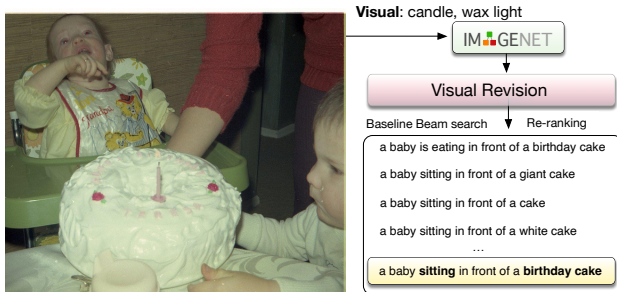 Visual: candle, wax light
IMAGENET
Visual Revision
Baseline Beam search Re-ranking
a baby is eating in front of a birthday cake
a baby sitting in front of a giant cake
a baby sitting in front of a cake
a baby sitting in front of a white cake
...
a baby sitting in front of a birthday cake